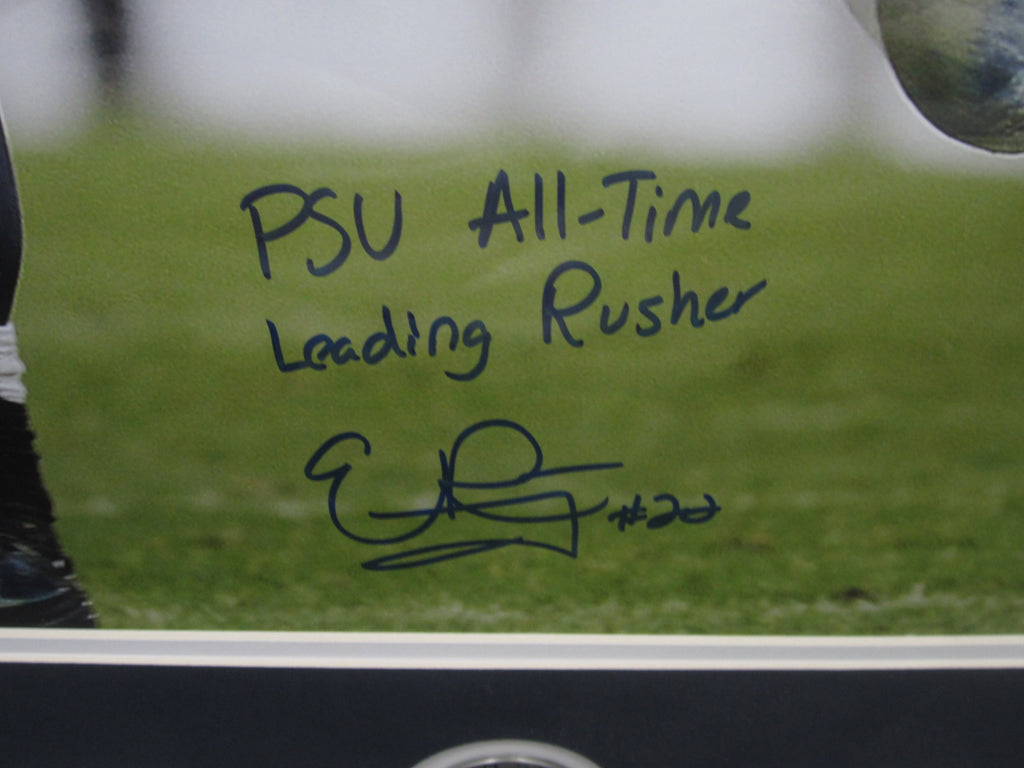 PSU All-Time
Leading Rusher
#22